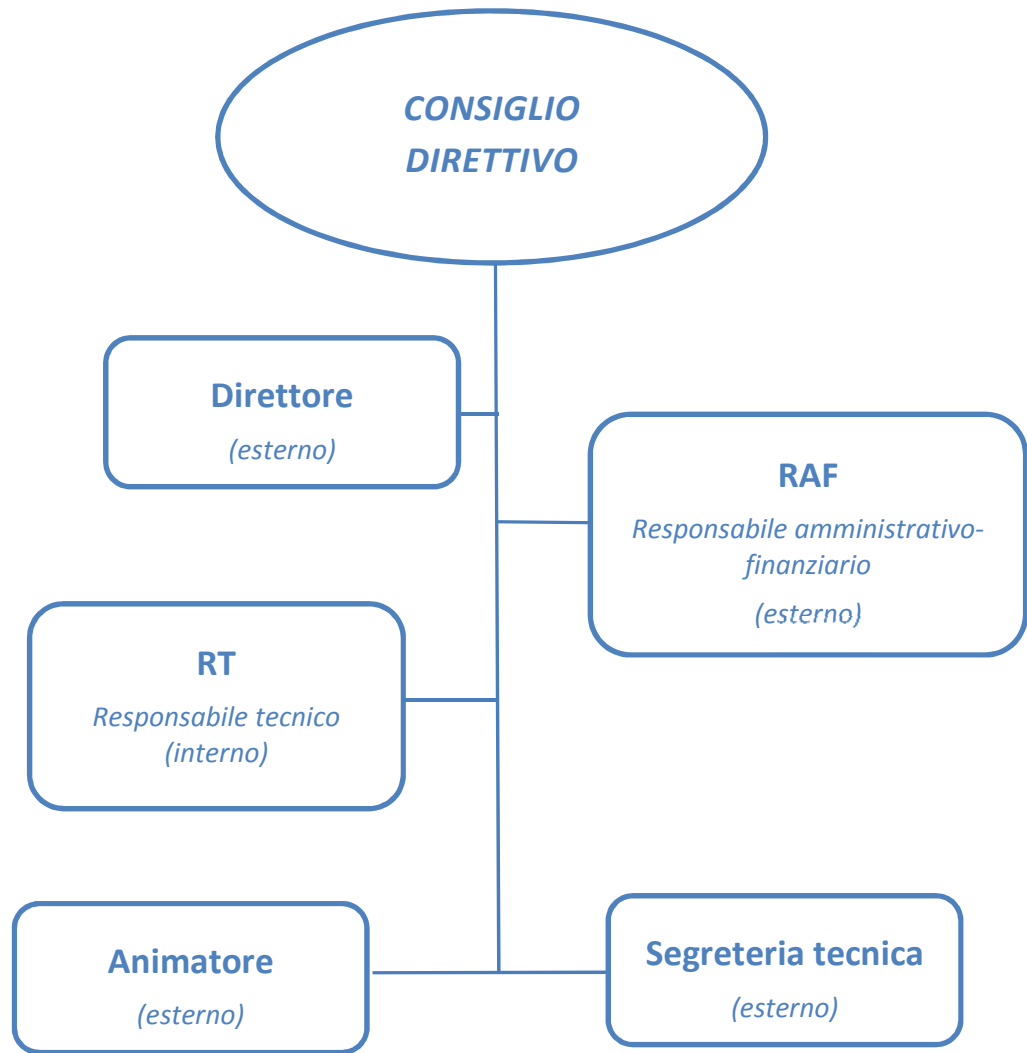 CONSIGLIO
DIRETTIVO
Direttore
(esterno)
RAF
Responsabile amministrativo-
finanziario
(esterno)
RT
Responsabile tecnico
(interno)
Animatore
(esterno)
Segreteria tecnica
(esterno)